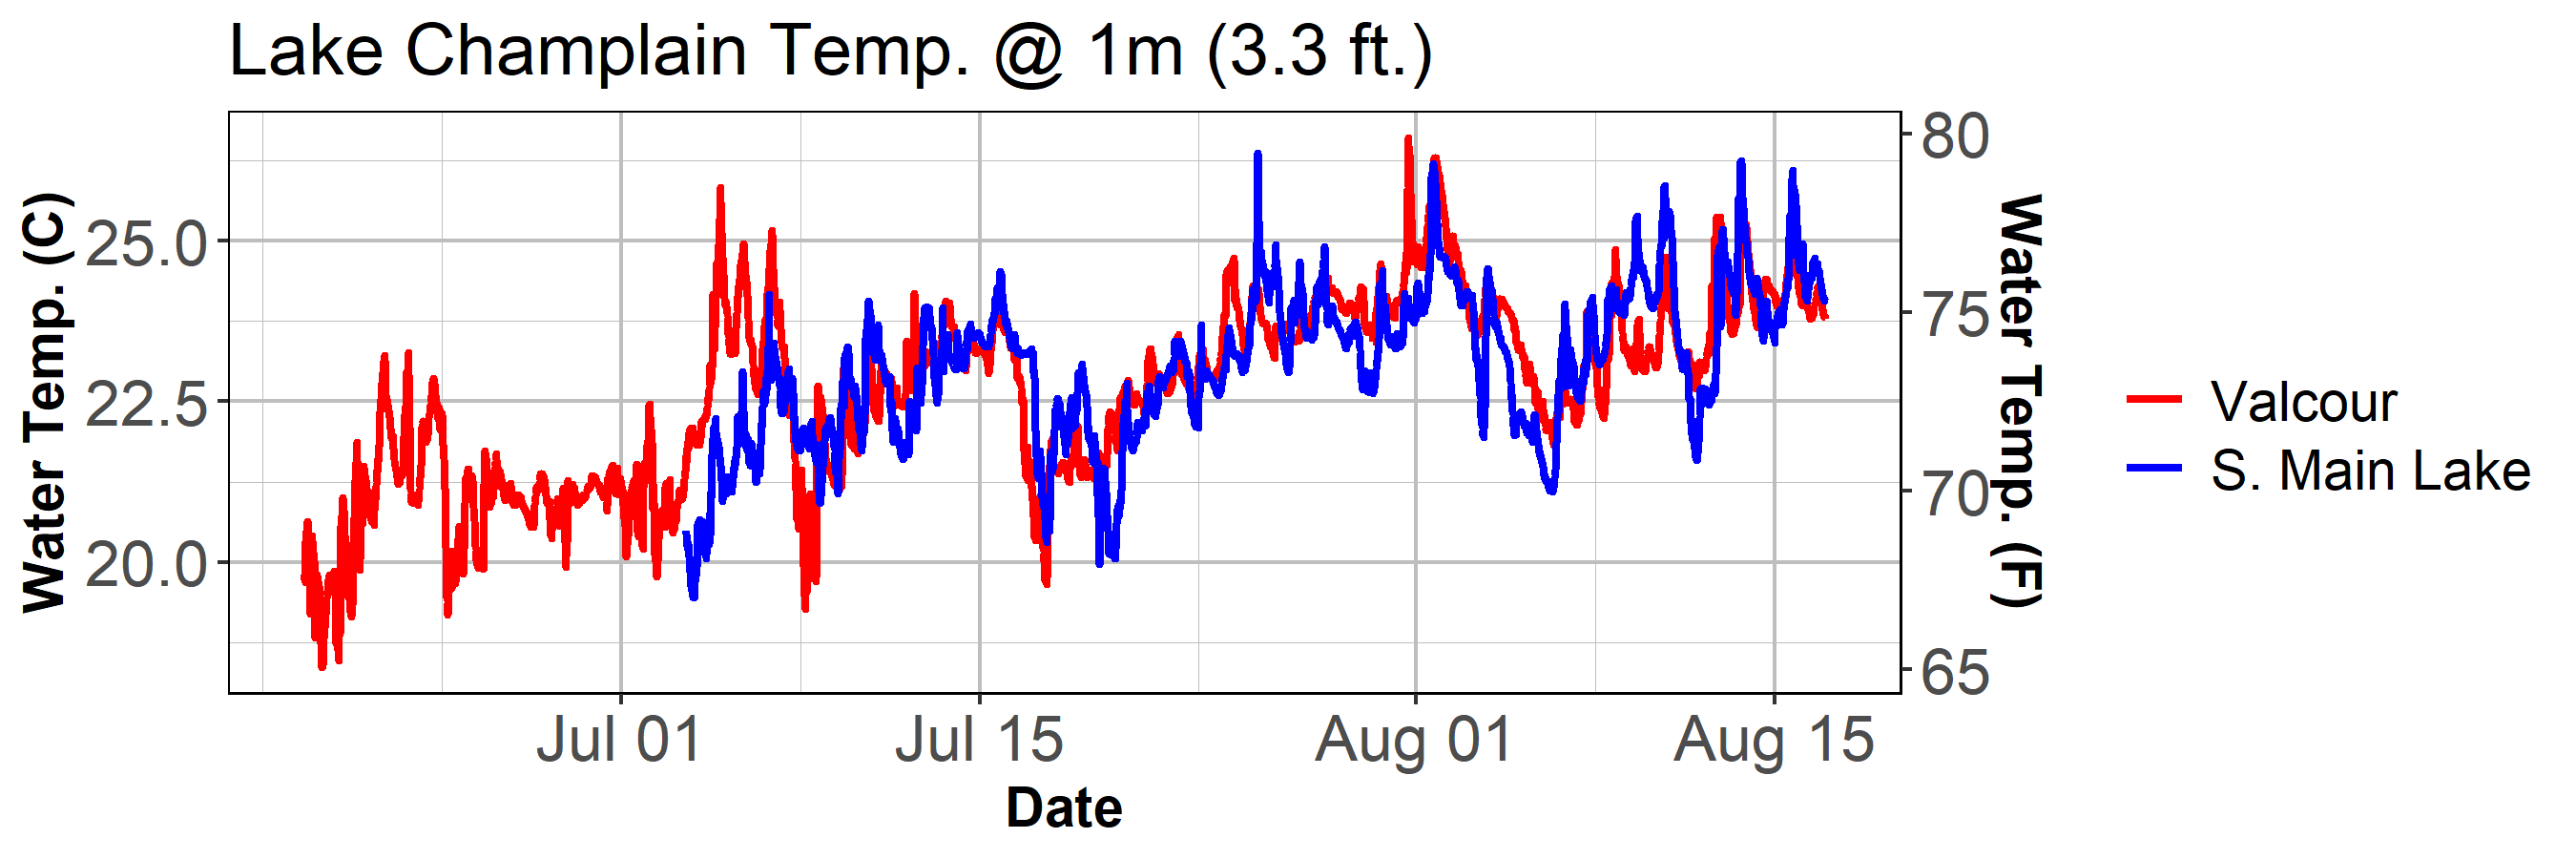 Lake Champlain Temp. @ 1m (3.3 ft.)
Water Temp. (C)
25.0
22.5
20.0
80
75
70
65
Water Temp. (F)
Jul 01
Jul 15
Aug 01
Aug 15
Date
Valcour
S. Main Lake